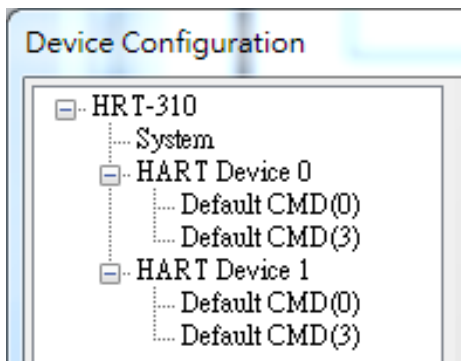 Device Configuration
HRT-310
System
HART Device 0
Default CMD(0)
Default CMD(3)
HART Device 1
Default CMD(0)
Default CMD(3)